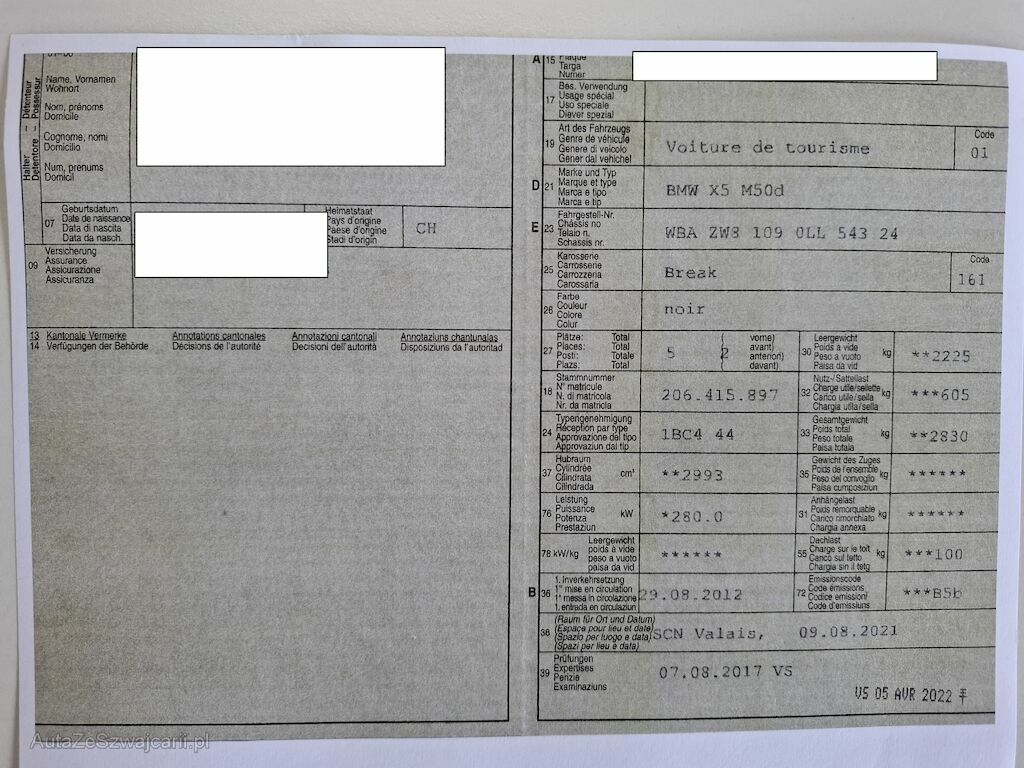 Détenteur
Possessur
Halter
Detentore
Name, Vornamen
Wohnort
Nom, prénoms
Domicile
Cognome, nomi
Domicilio
Num, prenums
Domicil
07
Geburtsdatum
Date de naissance
Data di nascita
Data da nasch.
Heimatstaat
Pays d'origine
Paese d'origine
Stadi d'origin
CH
09
Versicherung
Assurance
Assicurazione
Assicuranza
13 Kantonale Vermerke Annotations cantonales Annotazioni cantonali Annotaziuns chantunalas
14 Verfügungen der Behörde Décisions de l'autorité Decisioni dell'autorità Disposiziuns da l'autoritad
A 15
Plaque
Targa
Numer
17
Bes. Verwendung
Usage spécial
Uso speciale
Diever spezial
19
Art des Fahrzeugs
Genre de véhicule
Genere di veicolo
Gener dal vehichel
Voiture de tourisme
Code
01
D 21
Marke und Typ
Marque et type
Marca e tipo
Marca e tip
BMW X5 M50d
E 23
Fahrgestell-Nr.
Châssis no
Telaio n.
Schassis nr.
WBA ZW8 109 0LL 543 24
25
Karosserie
Carrosserie
Carrozzeria
Carossaria
Break
Code
161
26
Farbe
Couleur
Colore
Colur
noir
27
Plätze: Total
Places: Total
Posti: Totale
Plazs: Total
5 ( 2
vorne)
avant)
anteriori)
davant)
30
Leergewicht
Poids à vide
Peso a vuoto
Paisa da vid
kg
**2225
18
Stammnummer
N° matricule
N. di matricola
Nr. da matricla
206.415.897
32
Nutz-/Sattellast
Charge utile/sellette
Carico utile/sella
Chargia utila/sella
kg
***605
24
Typengenehmigung
Réception par type
Approvazione del tipo
Approvaziun dal tip
1BC4 44
33
Gesamtgewicht
Poids total
Peso totale
Paisa totala
kg
**2830
37
Hubraum
Cylindrée
Cilindrata
Cilindrada
cm³
**2993
35
Gewicht des Zuges
Poids de l'ensemble
Peso del convoglio
Paisa cumposiziun
kg
******
76
Leistung
Puissance
Potenza
Prestaziun
kW
*280.0
31
Anhängelast
Poids remorquable
Carico rimorchiato
Chargia annexa
kg
******
78 kW/kg
Leergewicht
poids à vide
peso a vuoto
paisa da vid
******
55
Dachlast
Charge sur le toit
Carico sul tetto
Chargia sin il tetg
kg
***100
B 36
1. Inverkehrsetzung
1re mise en circulation
1a messa in circolazione
1. entrada en circulaziun
29.08.2012
72
Emissionscode
Code émissions
Codice emissioni
Code d'emissiuns
***B5b
38
(Raum für Ort und Datum)
(Espace pour lieu et date)
(Spazio per luogo e data)
(Spazi per lieu e data)
SCN Valais, 09.08.2021
39
Prüfungen
Expertises
Perizie
Examinaziuns
07.08.2017 VS
VS 05 AVR 2022
AutaZeSzwajcarii.pl